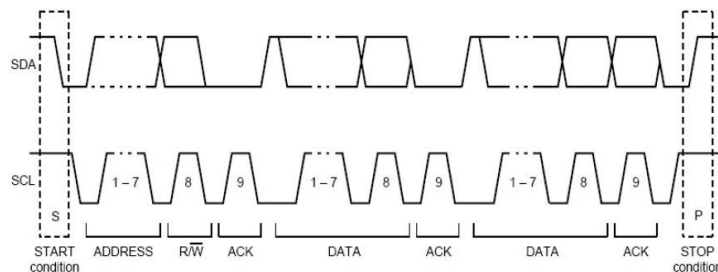 SDA
SCL
1 – 7 8 9 1 – 7 8 9 1 – 7 8 9
S P
START condition ADDRESS R/W̅ ACK DATA ACK DATA ACK STOP condition